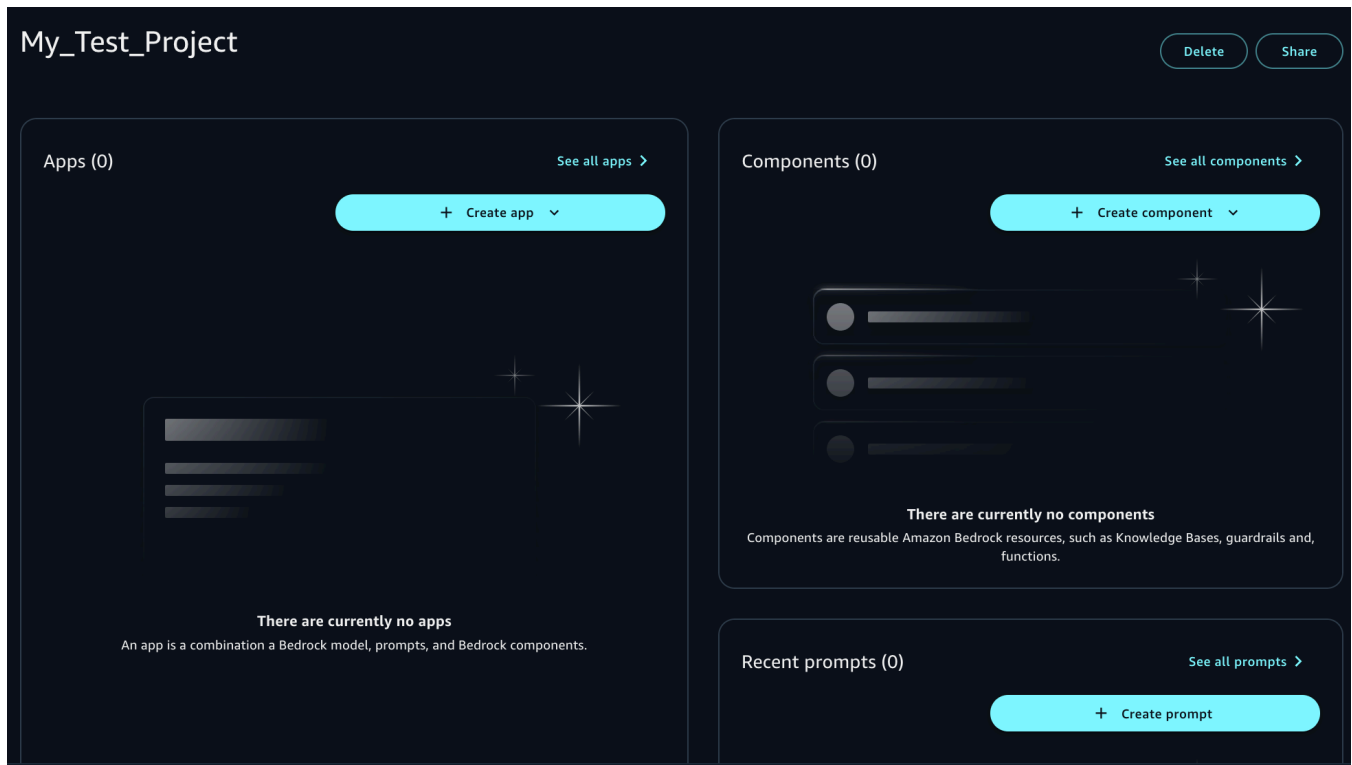 My_Test_Project
Delete
Share
Apps (0)
See all apps
Create app
There are currently no apps
An app is a combination a Bedrock model, prompts, and Bedrock components.
Components (0)
See all components
Create component
There are currently no components
Components are reusable Amazon Bedrock resources, such as Knowledge Bases, guardrails and,
functions.
Recent prompts (0)
See all prompts
Create prompt